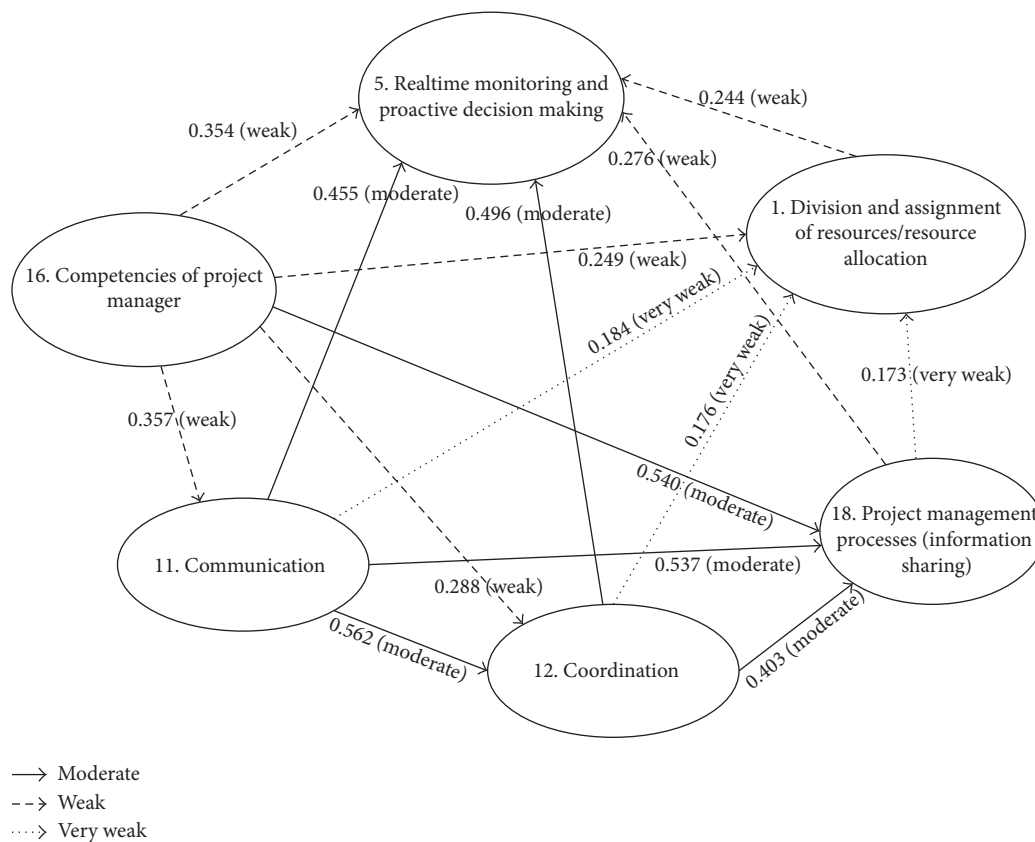 5. Realtime monitoring and
proactive decision making
0.244 (weak)
0.354 (weak)
0.276 (weak)
0.455 (moderate)
0.496 (moderate)
1. Division and assignment
of resources/resource
allocation
16. Competencies of project
manager
0.249 (weak)
0.184 (very weak)
0.176 (very weak)
0.173 (very weak)
0.357 (weak)
0.540 (moderate)
18. Project management
processes (information
sharing)
11. Communication
0.537 (moderate)
0.288 (weak)
0.562 (moderate)
12. Coordination
0.403 (moderate)
Moderate
Weak
Very weak